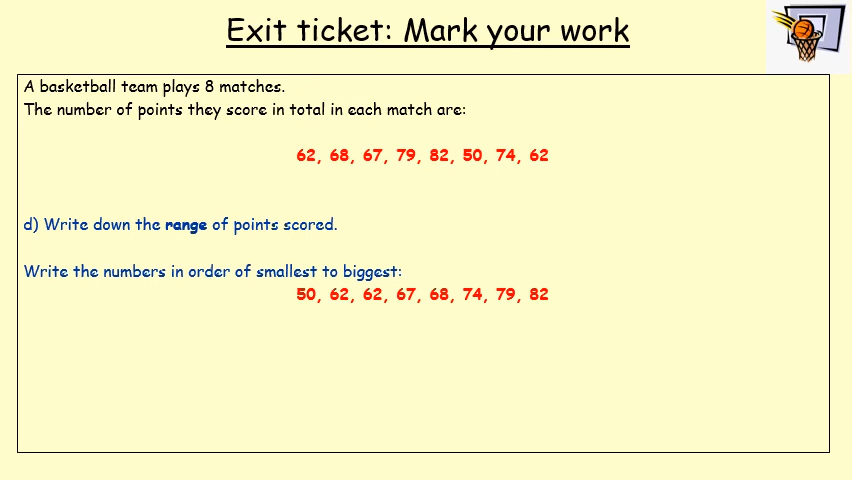 Exit ticket: Mark your work
A basketball team plays 8 matches.
The number of points they score in total in each match are:
62, 68, 67, 79, 82, 50, 74, 62
d) Write down the range of points scored.
Write the numbers in order of smallest to biggest:
50, 62, 62, 67, 68, 74, 79, 82